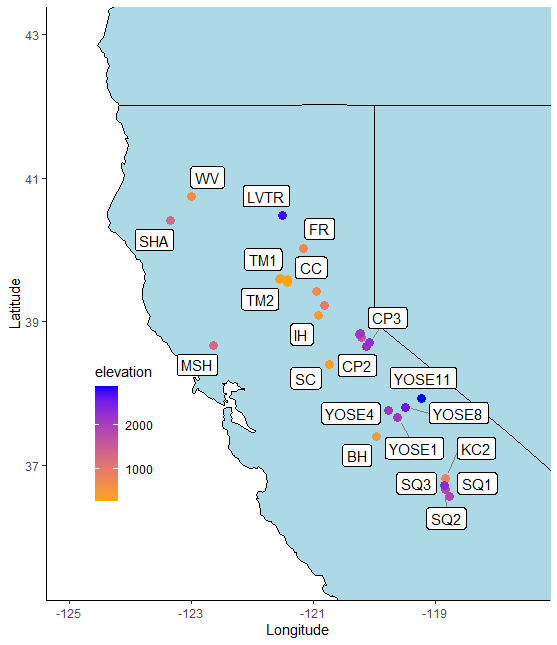 43
41
39
37
Latitude
WV
LVTR
SHA
FR
TM1
CC
TM2
CP3
IH
MSH
CP2
SC
YOSE11
elevation
2000
1000
YOSE4
YOSE8
BH
YOSE1
KC2
SQ3
SQ1
SQ2
-125
-123
-121
-119
Longitude